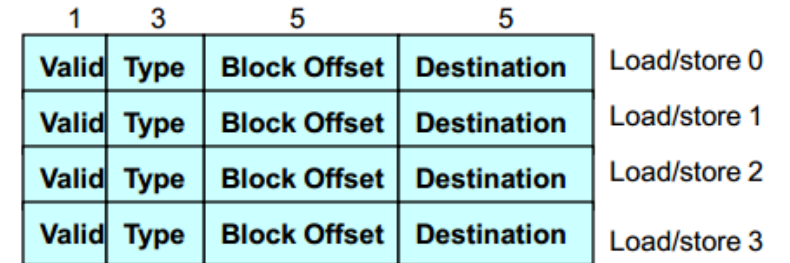 1 3 5 5
Valid Type Block Offset Destination Load/store 0
Valid Type Block Offset Destination Load/store 1
Valid Type Block Offset Destination Load/store 2
Valid Type Block Offset Destination Load/store 3